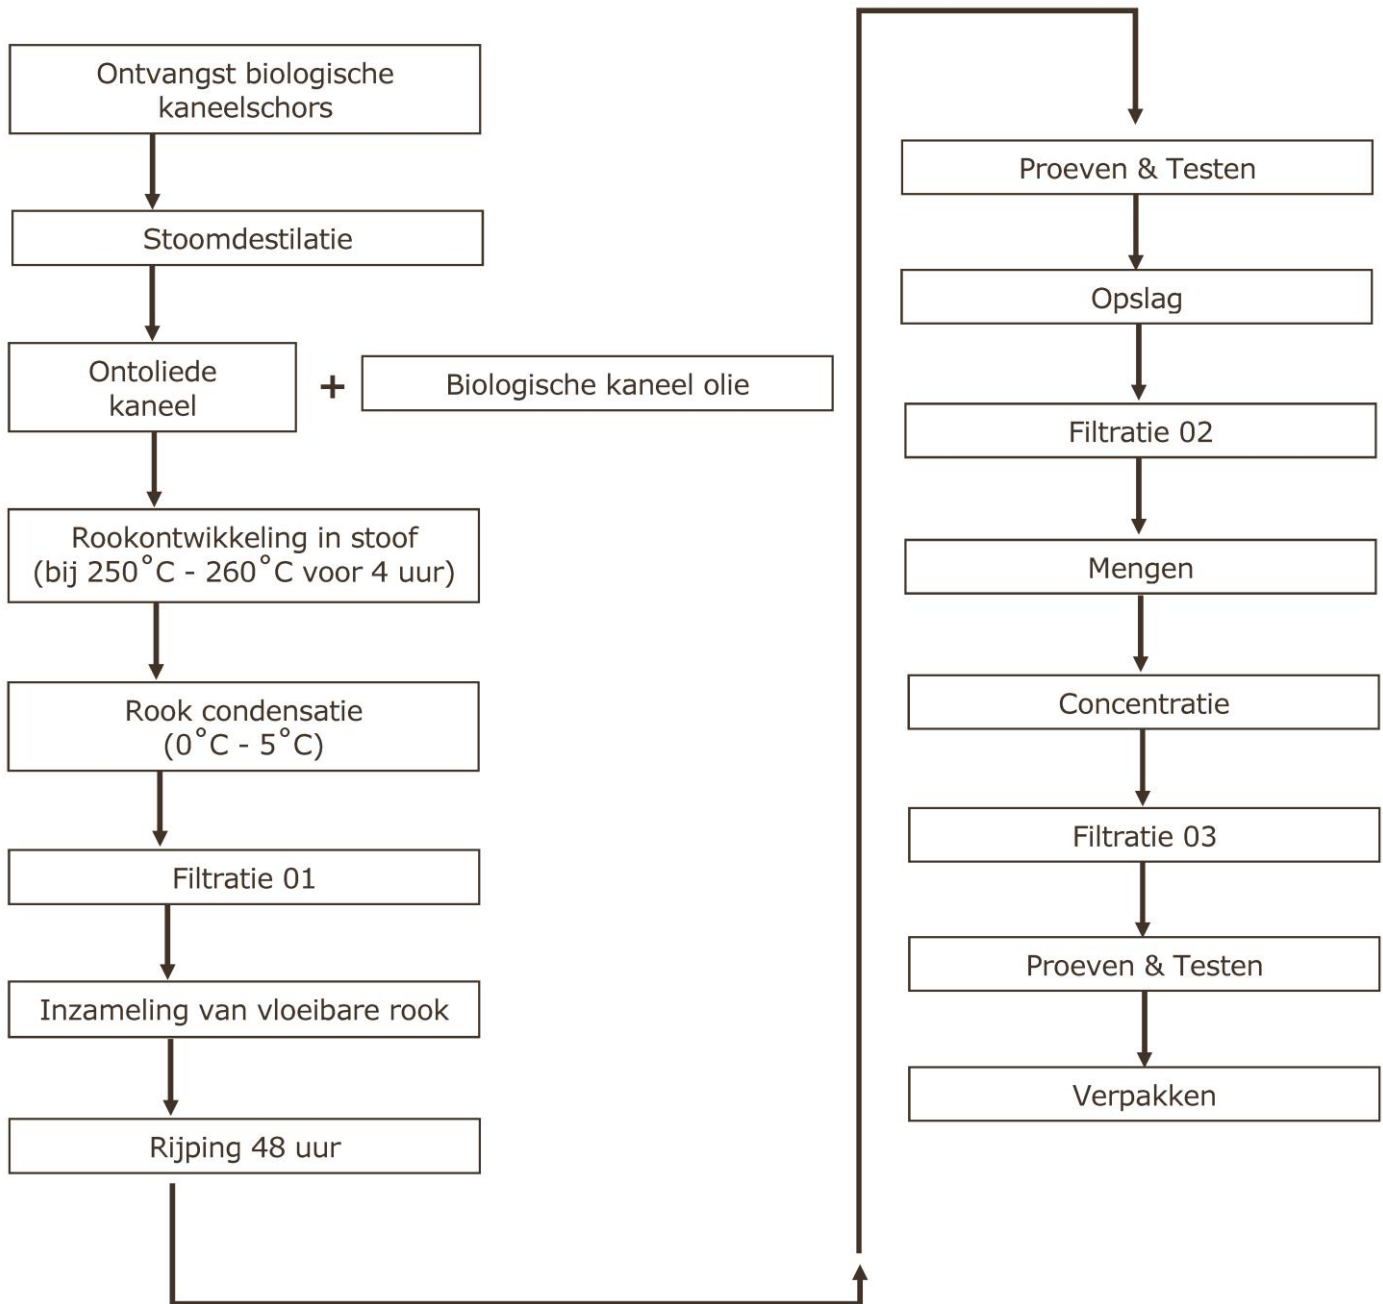 Ontvangst biologische
kaneelschors
Stoomdestilatie
Ontoliede
kaneel
+
Biologische kaneel olie
Rookontwikkeling in stoof
(bij 250°C - 260°C voor 4 uur)
Rook condensatie
(0°C - 5°C)
Filtratie 01
Inzameling van vloeibare rook
Rijping 48 uur
Proeven & Testen
Opslag
Filtratie 02
Mengen
Concentratie
Filtratie 03
Proeven & Testen
Verpakken